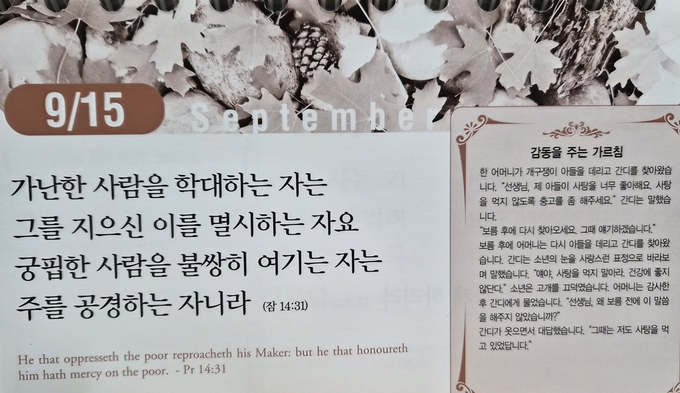 9/15
September
가난한 사람을 학대하는 자는
그를 지으신 이를 멸시하는 자요
궁핍한 사람을 불쌍히 여기는 자는
주를 공경하는 자니라 (잠 14:31)
He that oppresseth the poor reproacheth his Maker: but he that honoureth
him hath mercy on the poor. - Pr 14:31
감동을 주는 가르침
한 어머니가 개구쟁이 아들을 데리고 간디를 찾아왔습
니다. "선생님, 제 아들이 사탕을 너무 좋아해요, 사탕
을 먹지 않도록 충고를 좀 해주세요." 간디는 말했습
니다.
"보름 후에 다시 찾아오세요, 그때 얘기하겠습니다."
보름 후에 어머니는 다시 아들을 데리고 간디를 찾아왔
습니다. 간디는 소년의 눈을 사랑스런 표정으로 바라보
며 말했습니다. "얘야, 사탕을 먹지 말아라, 건강에 좋지
않단다." 소년은 고개를 끄덕였습니다. 어머니는 감사한
후 간디에게 물었습니다. "선생님, 왜 보름 전에 이 말씀
을 해주지 않았습니까?"
간디가 웃으면서 대답했습니다. "그때는 저도 사탕을 먹
고 있었답니다."